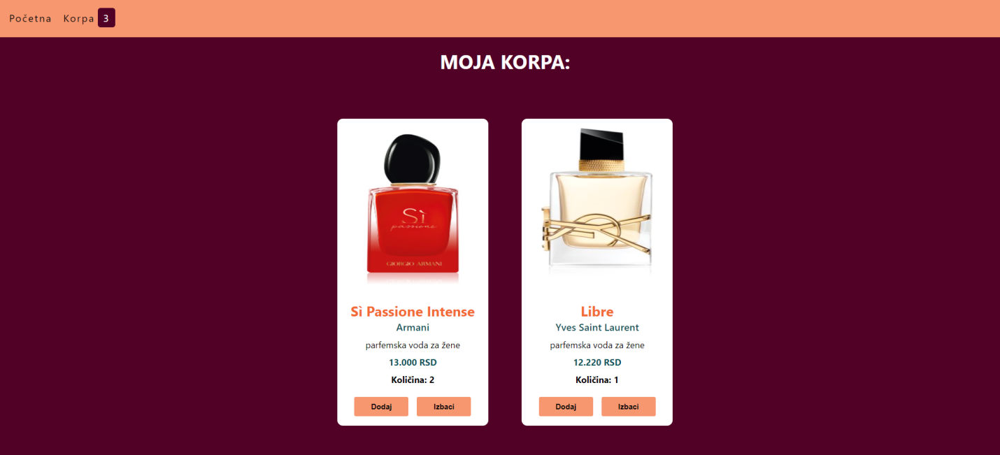 Početna Korpa 3
MOJA KORPA:
Sì
passione
GIORGIO ARMANI
Sì Passione Intense
Armani
parfemska voda za žene
13.000 RSD
Količina: 2
Dodaj Izbaci
Libre
Yves Saint Laurent
parfemska voda za žene
12.220 RSD
Količina: 1
Dodaj Izbaci